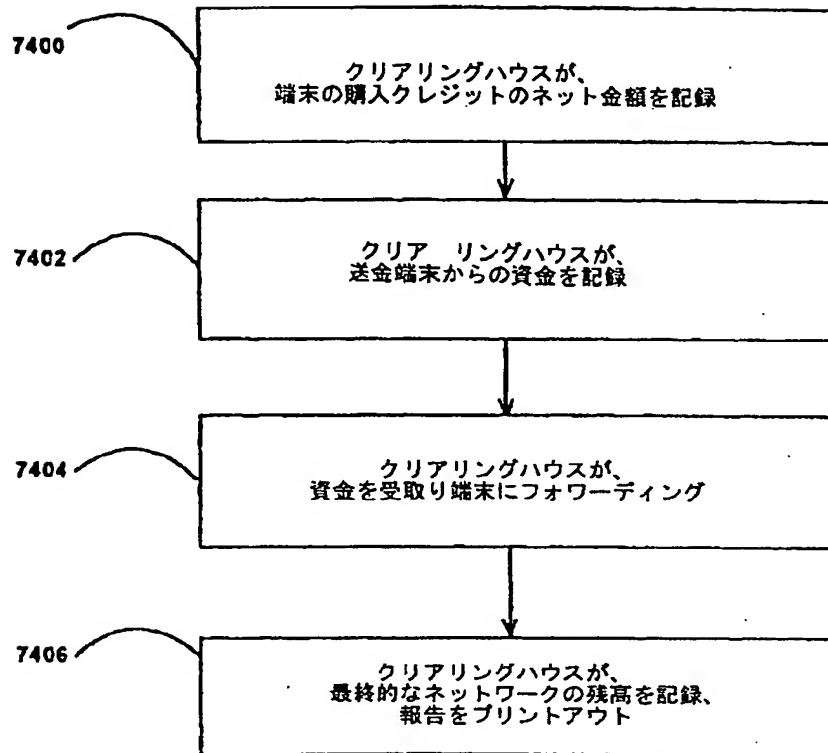 7400
クリアリングハウスが、
端末の購入クレジットのネット金額を記録
7402
クリア　リングハウスが、
送金端末からの資金を記録
7404
クリアリングハウスが、
資金を受取り端末にフォワーディング
7406
クリアリングハウスが、
最終的なネットワークの残高を記録、
報告をプリントアウト